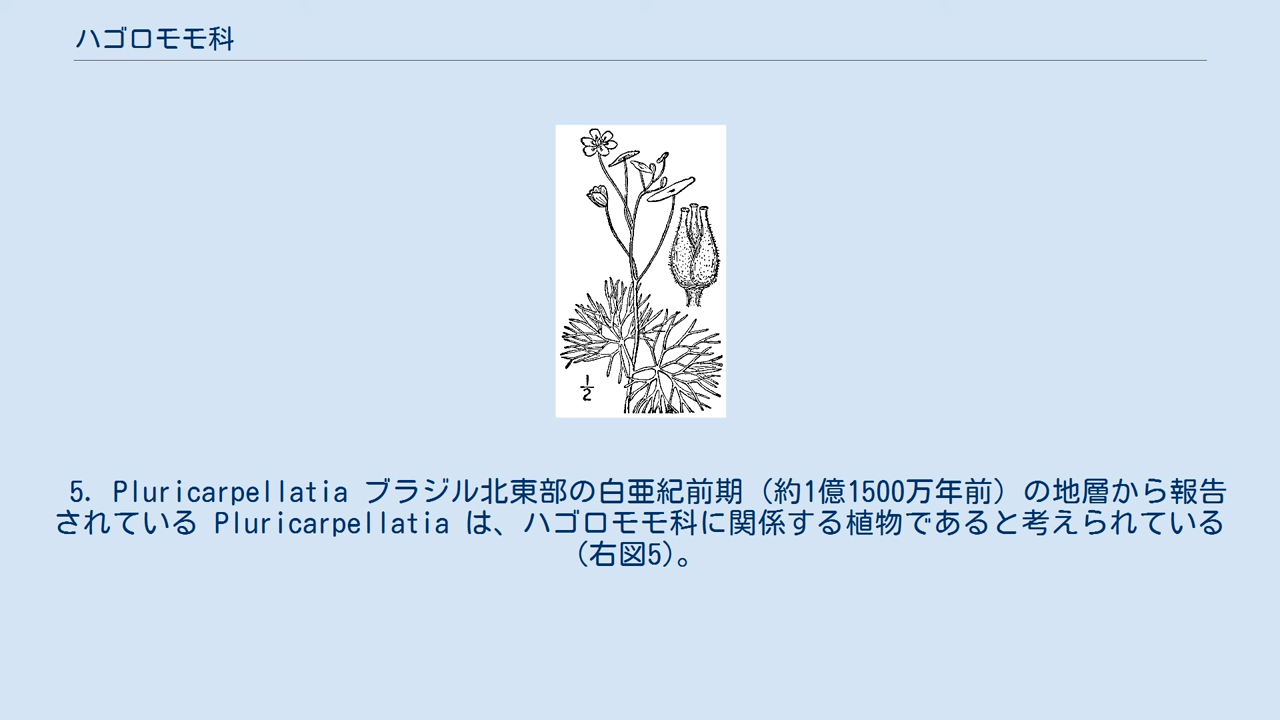 ハゴロモモ科
1/2
5. Pluricarpellatia ブラジル北東部の白亜紀前期（約1億1500万年前）の地層から報告
されている Pluricarpellatia は、ハゴロモモ科に関係する植物であると考えられている
（右図5）。